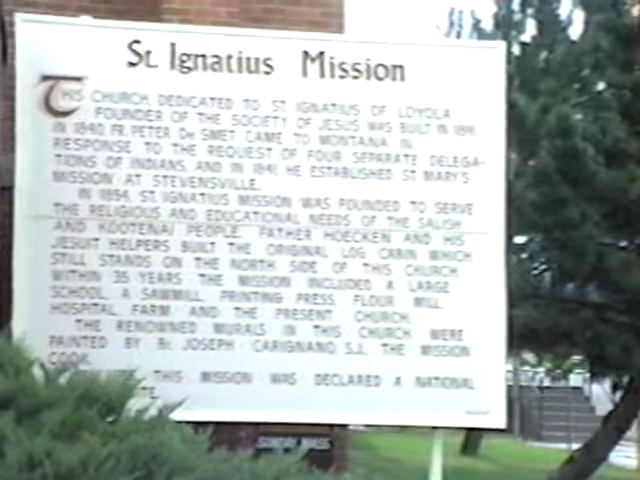 St. Ignatius Mission
THIS CHURCH, DEDICATED TO ST. IGNATIUS OF LOYOLA
FOUNDER OF THE SOCIETY OF JESUS WAS BUILT IN
IN 1840, FR. PETER De SMET CAME TO MONTANA IN
RESPONSE TO THE REQUEST OF FOUR SEPARATE DELEGA-
TIONS OF INDIANS, AND IN 1841 HE ESTABLISHED ST. MARY'S
MISSION AT STEVENSVILLE.
IN 1854, ST. IGNATIUS MISSION WAS FOUNDED TO SERVE
THE RELIGIOUS AND EDUCATIONAL NEEDS OF THE SALISH
AND KOOTENAI PEOPLE. FATHER HOECKEN AND HIS
JESUIT HELPERS BUILT THE ORIGINAL LOG CABIN WHICH
STILL STANDS ON THE NORTH SIDE OF THIS CHURCH.
WITHIN 35 YEARS THE MISSION INCLUDED A LARGE
SCHOOL, A SAWMILL, PRINTING PRESS, FLOUR MILL,
HOSPITAL, FARM AND THE PRESENT CHURCH.
THE RENOWNED MURALS IN THIS CHURCH WERE
PAINTED BY Br. JOSEPH CARIGNANO, S.J., THE MISSION
COOK.
THIS MISSION WAS DECLARED A NATIONAL
SUNDAY MASS